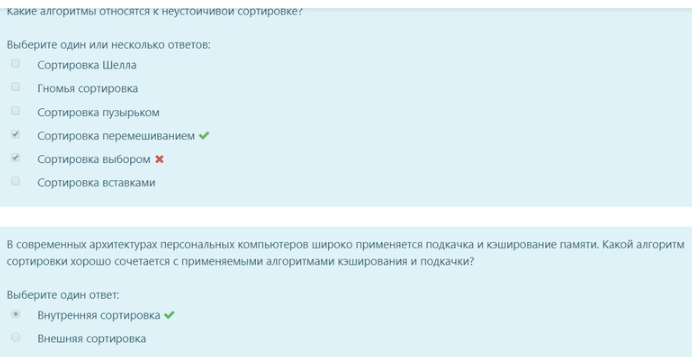 Какие алгоритмы относятся к неустойчивой сортировке?
Выберите один или несколько ответов:
Сортировка Шелла
Гномья сортировка
Сортировка пузырьком
Сортировка перемешиванием
Сортировка выбором
Сортировка вставками
В современных архитектурах персональных компьютеров широко применяется подкачка и кэширование памяти. Какой алгоритм
сортировки хорошо сочетается с применяемыми алгоритмами кэширования и подкачки?
Выберите один ответ:
Внутренняя сортировка
Внешняя сортировка